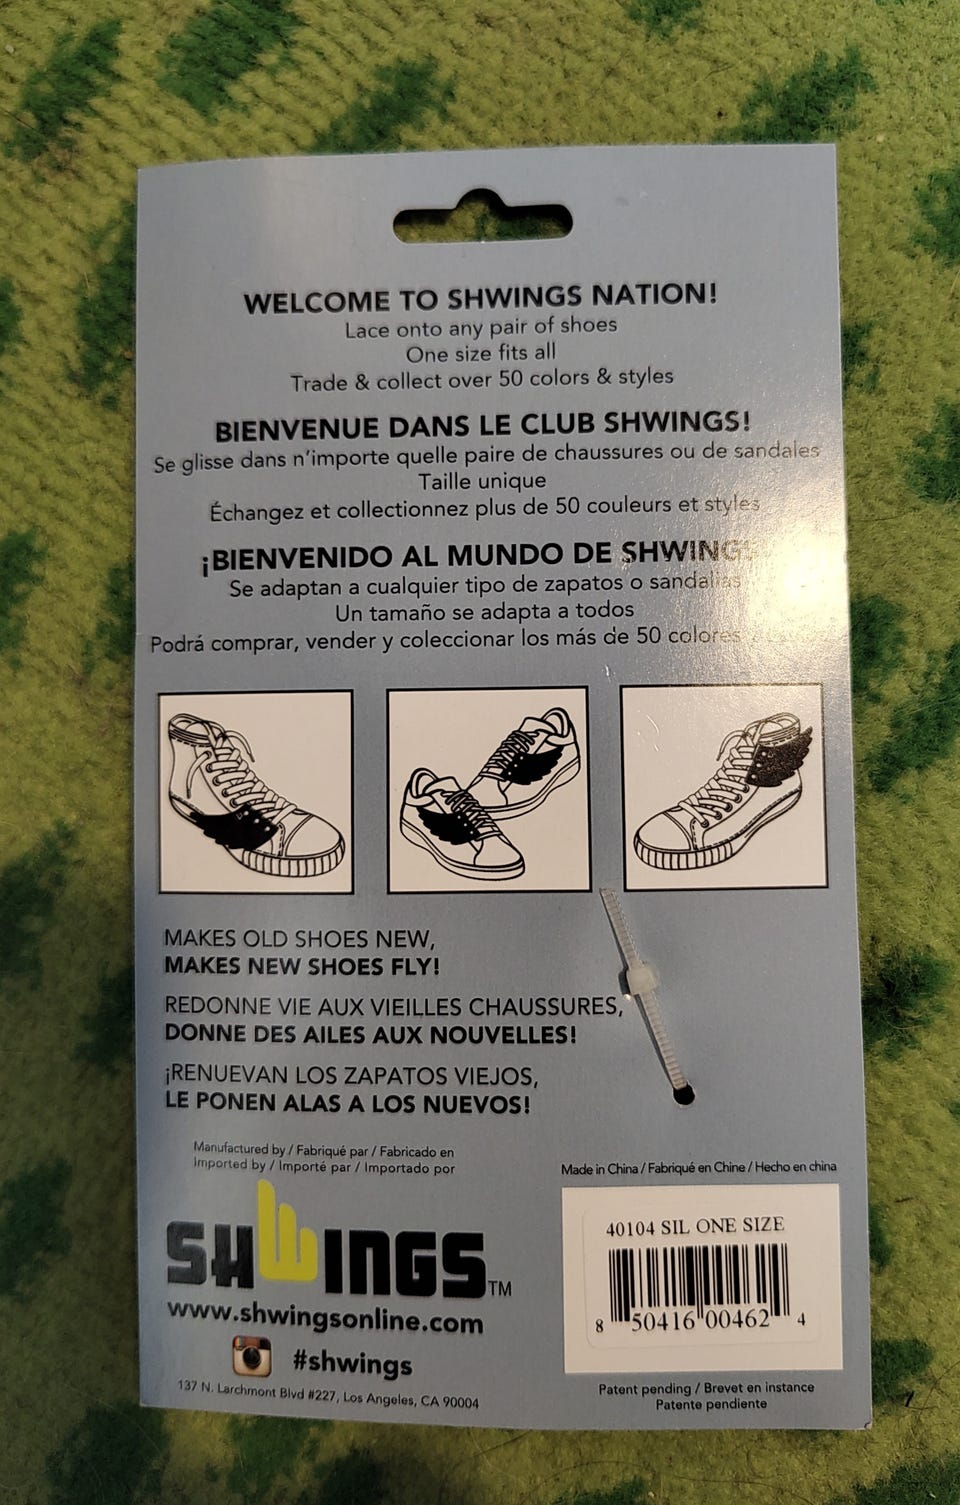 WELCOME TO SHWINGS NATION!
Lace onto any pair of shoes
One size fits all
Trade & collect over 50 colors & styles
BIENVENUE DANS LE CLUB SHWINGS!
Se glisse dans n'importe quelle paire de chaussures ou de sandales
Taille unique
Échangez et collectionnez plus de 50 couleurs et styles
¡BIENVENIDO AL MUNDO DE SHWINGS
Se adaptan a cualquier tipo de zapatos o sandalias
Un tamaño se adapta a todos
Podrá comprar, vender y coleccionar los más de 50 colores
MAKES OLD SHOES NEW,
MAKES NEW SHOES FLY!
REDONNE VIE AUX VIEILLES CHAUSSURES,
DONNE DES AILES AUX NOUVELLES!
¡RENUEVAN LOS ZAPATOS VIEJOS,
LE PONEN ALAS A LOS NUEVOS!
Manufactured by / Fabriqué par / Fabricado en
Imported by / Importé par / Importado por
SHWINGS™
www.shwingsonline.com
#shwings
137 N. Larchmont Blvd #227, Los Angeles, CA 90004
Made in China / Fabriqué en Chine / Hecho en china
40104 SIL ONE SIZE
8 50416 00462 4
Patent pending / Brevet en instance
Patente pendiente